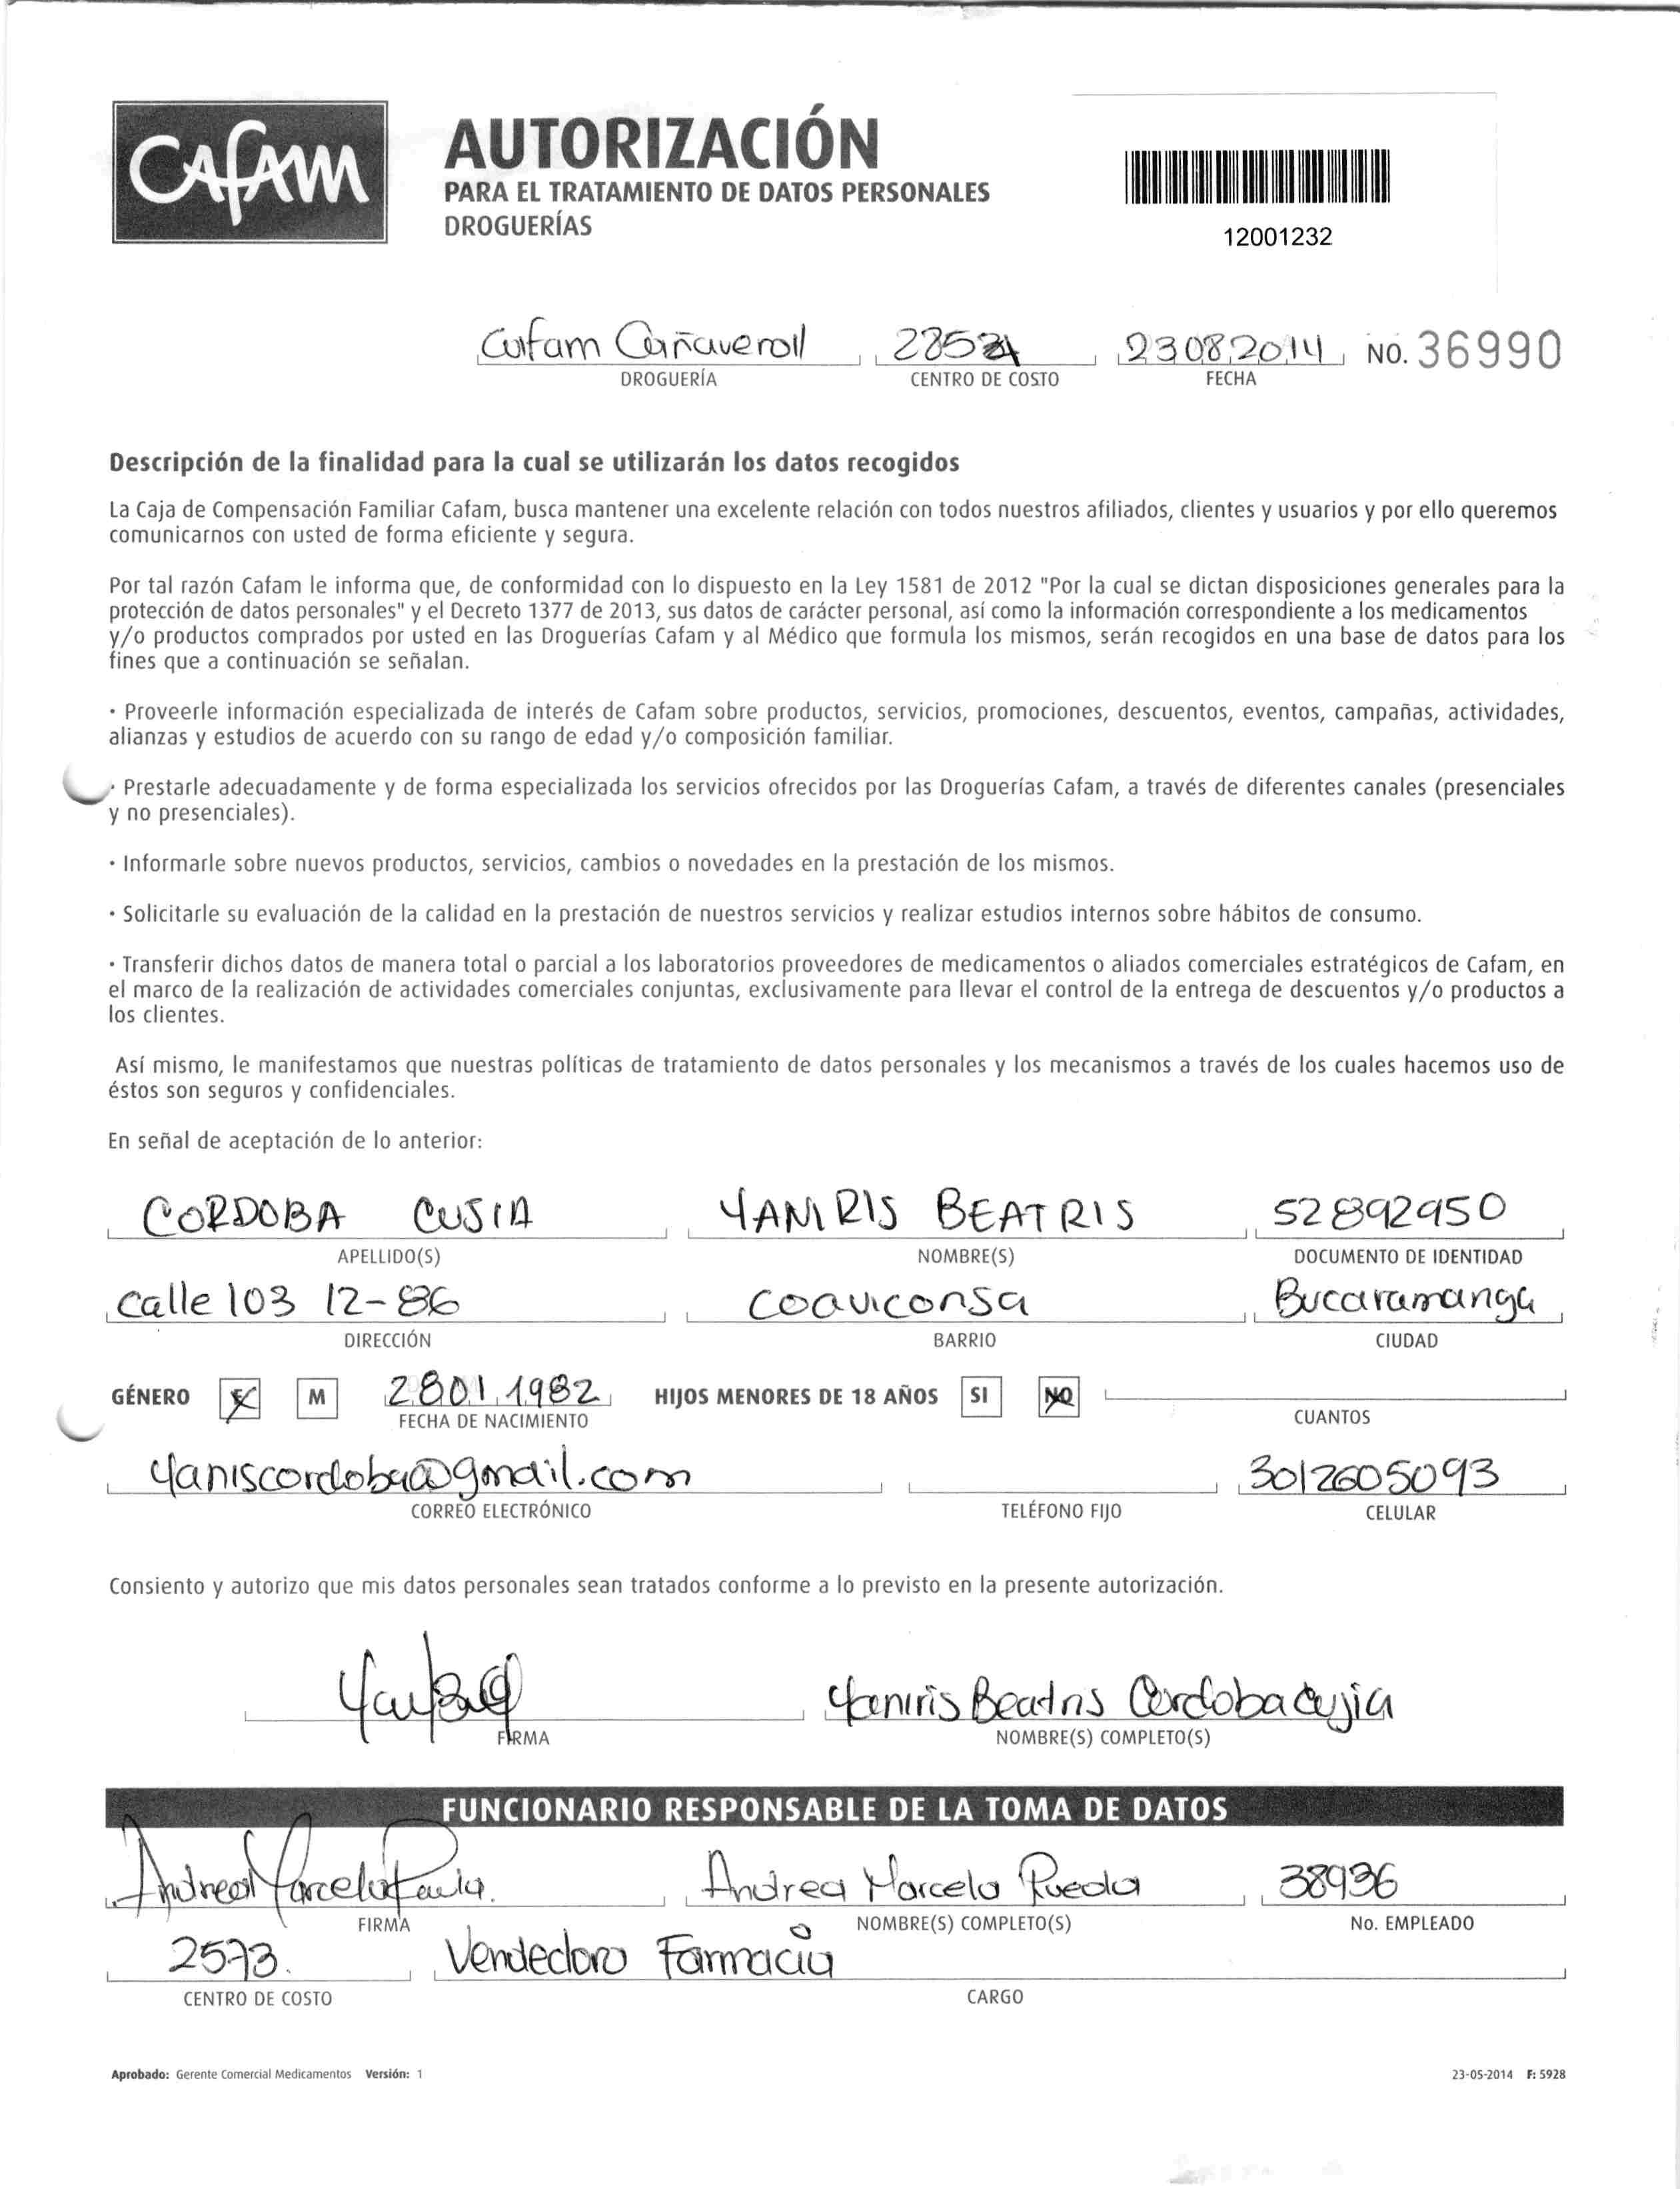 CAFAM
AUTORIZACIÓN
PARA EL TRATAMIENTO DE DATOS PERSONALES
DROGUERÍAS
12001232
Cafam Cañaverall 23082014 NO. 36990
DROGUERÍA CENTRO DE COSTO FECHA
Descripción de la finalidad para la cual se utilizarán los datos recogidos
La Caja de Compensación Familiar Cafam, busca mantener una excelente relación con todos nuestros afiliados, clientes y usuarios y por ello queremos
comunicarnos con usted de forma eficiente y segura.
Por tal razón Cafam le informa que, de conformidad con lo dispuesto en la Ley 1581 de 2012 "Por la cual se dictan disposiciones generales para la
protección de datos personales" y el Decreto 1377 de 2013, sus datos de carácter personal, así como la información correspondiente a los medicamentos
y/o productos comprados por usted en las Droguerías Cafam y al Médico que formula los mismos, serán recogidos en una base de datos para los
fines que a continuación se señalan.
· Proveerle información especializada de interés de Cafam sobre productos, servicios, promociones, descuentos, eventos, campañas, actividades,
alianzas y estudios de acuerdo con su rango de edad y/o composición familiar.
· Prestarle adecuadamente y de forma especializada los servicios ofrecidos por las Droguerías Cafam, a través de diferentes canales (presenciales
y no presenciales).
· Informarle sobre nuevos productos, servicios, cambios o novedades en la prestación de los mismos.
· Solicitarle su evaluación de la calidad en la prestación de nuestros servicios y realizar estudios internos sobre hábitos de consumo.
· Transferir dichos datos de manera total o parcial a los laboratorios proveedores de medicamentos o aliados comerciales estratégicos de Cafam, en
el marco de la realización de actividades comerciales conjuntas, exclusivamente para llevar el control de la entrega de descuentos y/o productos a
los clientes.
Así mismo, le manifestamos que nuestras políticas de tratamiento de datos personales y los mecanismos a través de los cuales hacemos uso de
éstos son seguros y confidenciales.
En señal de aceptación de lo anterior:
CORDOBA CUSIA YANIRIS BEATRIS 52892950
APELLIDO(S) NOMBRE(S) DOCUMENTO DE IDENTIDAD
Calle 103 12-86 Coaviconsa Bucaramanga
DIRECCIÓN BARRIO CIUDAD
GÉNERO F M 28011982 HIJOS MENORES DE 18 AÑOS SI NO
FECHA DE NACIMIENTO CUANTOS
yaniscordoba@gmail.com 3012605093
CORREO ELECTRÓNICO TELÉFONO FIJO CELULAR
Consiento y autorizo que mis datos personales sean tratados conforme a lo previsto en la presente autorización.
Yaniris Beatris Cordoba Cujia
FIRMA NOMBRE(S) COMPLETO(S)
FUNCIONARIO RESPONSABLE DE LA TOMA DE DATOS
Andrea Marcela Rueda 38936
FIRMA NOMBRE(S) COMPLETO(S) No. EMPLEADO
2573. Vendedora Farmacia
CENTRO DE COSTO CARGO
Aprobado: Gerente Comercial Medicamentos Versión: 1 23-05-2014 F: 5928